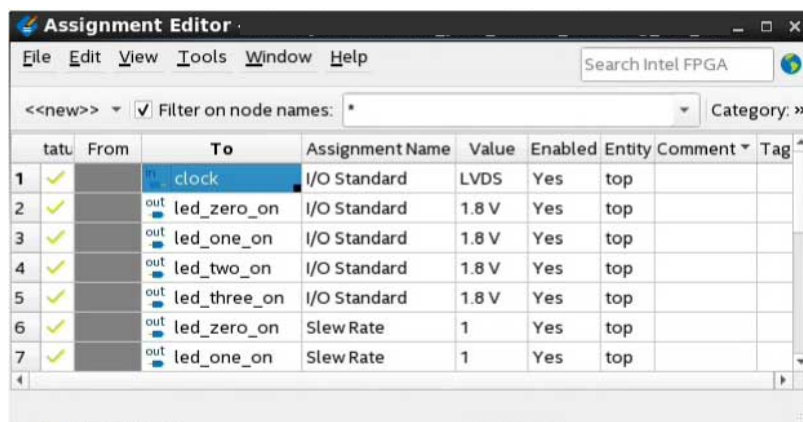 Assignment Editor
File Edit View Tools Window Help Search Intel FPGA
<<new>> Filter on node names: * Category: »
tatu From To Assignment Name Value Enabled Entity Comment Tag
1 in clock I/O Standard LVDS Yes top
2 out led_zero_on I/O Standard 1.8 V Yes top
3 out led_one_on I/O Standard 1.8 V Yes top
4 out led_two_on I/O Standard 1.8 V Yes top
5 out led_three_on I/O Standard 1.8 V Yes top
6 out led_zero_on Slew Rate 1 Yes top
7 out led_one_on Slew Rate 1 Yes top